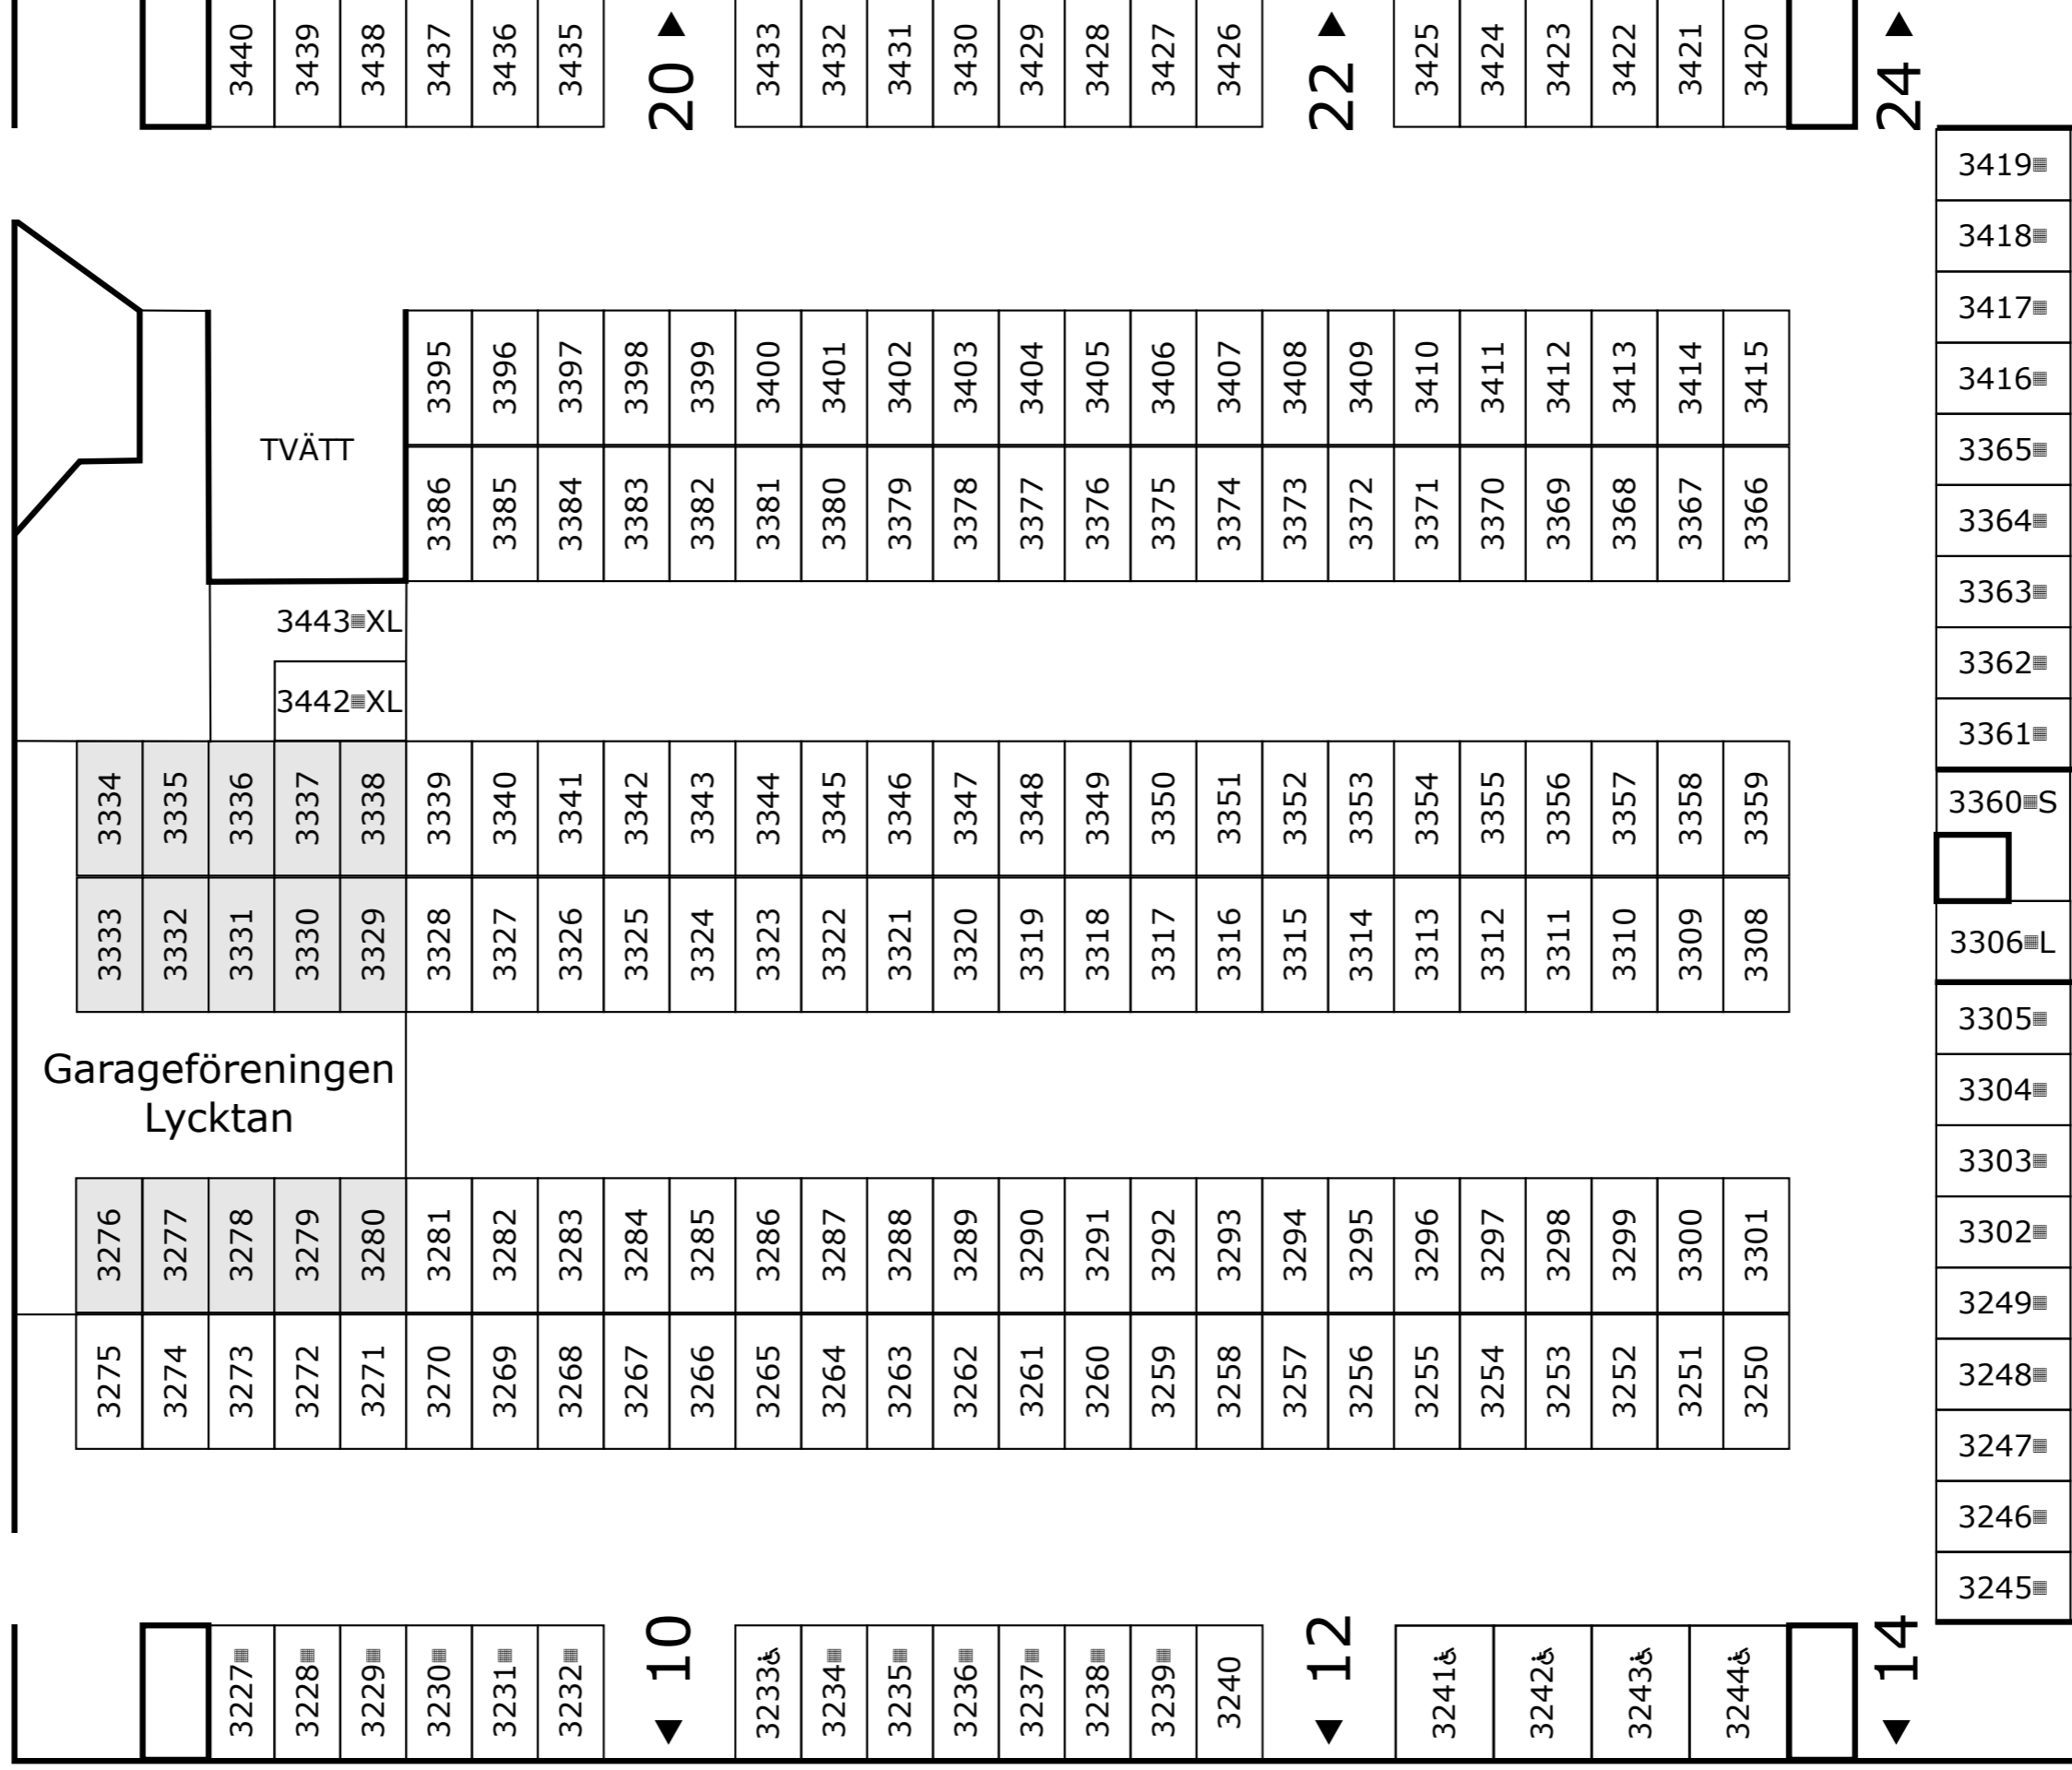 3440 3439 3438 3437 3436 3435 20 ▶ 3433 3432 3431 3430 3429 3428 3427 3426 22 ▶ 3425 3424 3423 3422 3421 3420 24 ▶
3419▦
3418▦
3417▦
3416▦
3365▦
3364▦
3363▦
3362▦
3361▦
3360▦S
3306▦L
3305▦
3304▦
3303▦
3302▦
3249▦
3248▦
3247▦
3246▦
3245▦
3395 3396 3397 3398 3399 3400 3401 3402 3403 3404 3405 3406 3407 3408 3409 3410 3411 3412 3413 3414 3415
TVÄTT
3386 3385 3384 3383 3382 3381 3380 3379 3378 3377 3376 3375 3374 3373 3372 3371 3370 3369 3368 3367 3366
3443▦XL
3442▦XL
3334 3335 3336 3337 3338 3339 3340 3341 3342 3343 3344 3345 3346 3347 3348 3349 3350 3351 3352 3353 3354 3355 3356 3357 3358 3359
3333 3332 3331 3330 3329 3328 3327 3326 3325 3324 3323 3322 3321 3320 3319 3318 3317 3316 3315 3314 3313 3312 3311 3310 3309 3308
Garageföreningen
Lycktan
3276 3277 3278 3279 3280 3281 3282 3283 3284 3285 3286 3287 3288 3289 3290 3291 3292 3293 3294 3295 3296 3297 3298 3299 3300 3301
3275 3274 3273 3272 3271 3270 3269 3268 3267 3266 3265 3264 3263 3262 3261 3260 3259 3258 3257 3256 3255 3254 3253 3252 3251 3250
3227▦ 3228▦ 3229▦ 3230▦ 3231▦ 3232▦ ◀ 10 3233♿ 3234▦ 3235▦ 3236▦ 3237▦ 3238▦ 3239▦ 3240 ◀ 12 3241♿ 3242♿ 3243♿ 3244♿ ◀ 14